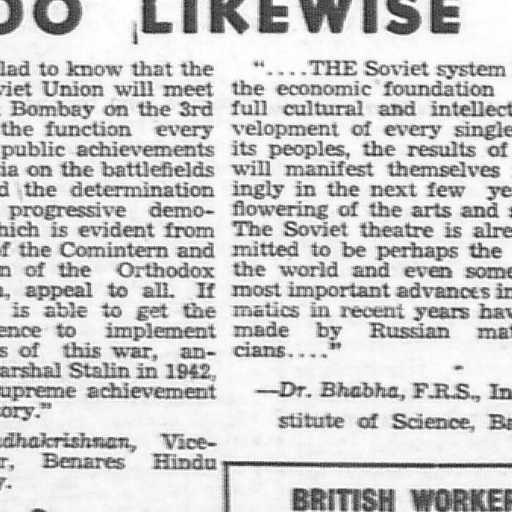 DO LIKEWISE
lad to know that the
viet Union will meet
Bombay on the 3rd
the function every
public achievements
ia on the battlefields
d the determination
progressive demo-
hich is evident from
of the Comintern and
n of the Orthodox
, appeal to all. If
is able to get the
ence to implement
s of this war, an-
arshal Stalin in 1942,
upreme achievement
ory."
adhakrishnan, Vice-
r, Benares Hindu
y.
"....THE Soviet system
the economic foundation
full cultural and intellect
velopment of every single
its peoples, the results of
will manifest themselves
ingly in the next few ye
flowering of the arts and s
The Soviet theatre is alre
mitted to be perhaps the
the world and even some
most important advances in
matics in recent years hav
made by Russian mat
cians...."
—Dr. Bhabha, F.R.S., In
stitute of Science, Ba
BRITISH WORKER